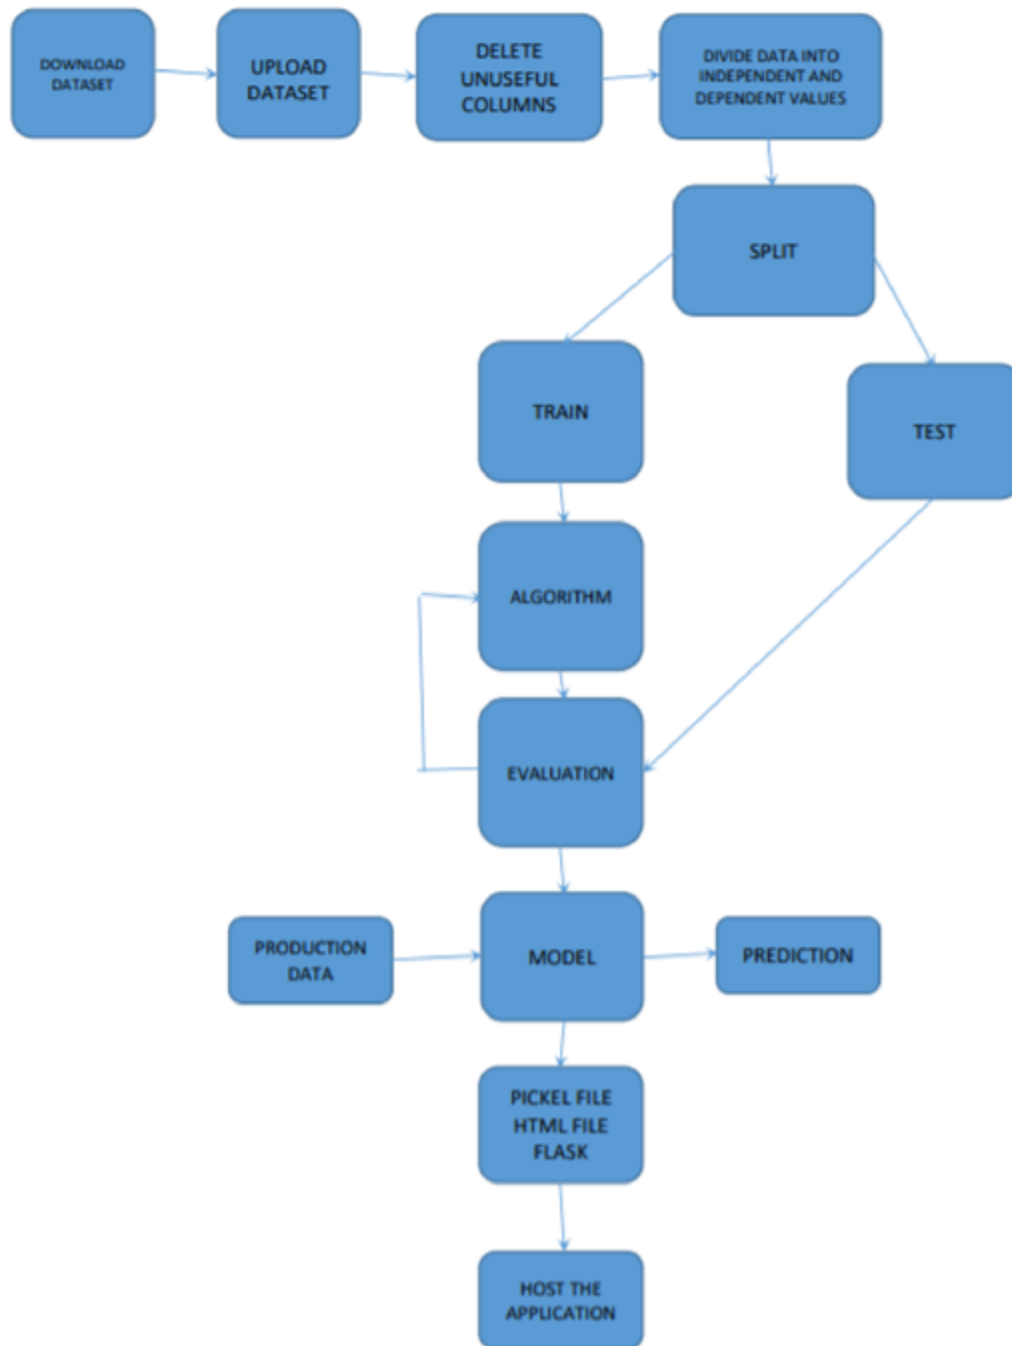 DOWNLOAD
DATASET
UPLOAD
DATASET
DELETE
UNUSEFUL
COLUMNS
DIVIDE DATA INTO
INDEPENDENT AND
DEPENDENT VALUES
SPLIT
TRAIN
TEST
ALGORITHM
EVALUATION
PRODUCTION
DATA
MODEL
PREDICTION
PICKEL FILE
HTML FILE
FLASK
HOST THE
APPLICATION